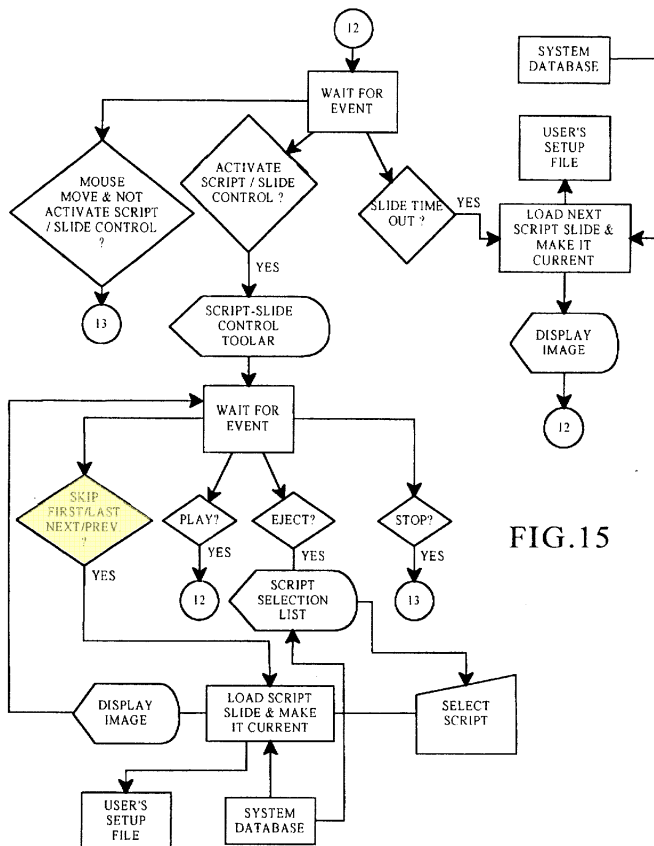 12
SYSTEM
DATABASE
WAIT FOR
EVENT
USER'S
SETUP
FILE
MOUSE
MOVE & NOT
ACTIVATE SCRIPT
/ SLIDE CONTROL
?
ACTIVATE
SCRIPT / SLIDE
CONTROL ?
SLIDE TIME
OUT ?
YES
LOAD NEXT
SCRIPT SLIDE &
MAKE IT
CURRENT
YES
13
SCRIPT-SLIDE
CONTROL
TOOLAR
DISPLAY
IMAGE
12
WAIT FOR
EVENT
SKIP
FIRST/LAST
NEXT/PREV.
?
PLAY?
EJECT?
STOP?
FIG.15
YES
YES
YES
YES
12
SCRIPT
SELECTION
LIST
13
DISPLAY
IMAGE
LOAD SCRIPT
SLIDE & MAKE
IT CURRENT
SELECT
SCRIPT
USER'S
SETUP
FILE
SYSTEM
DATABASE